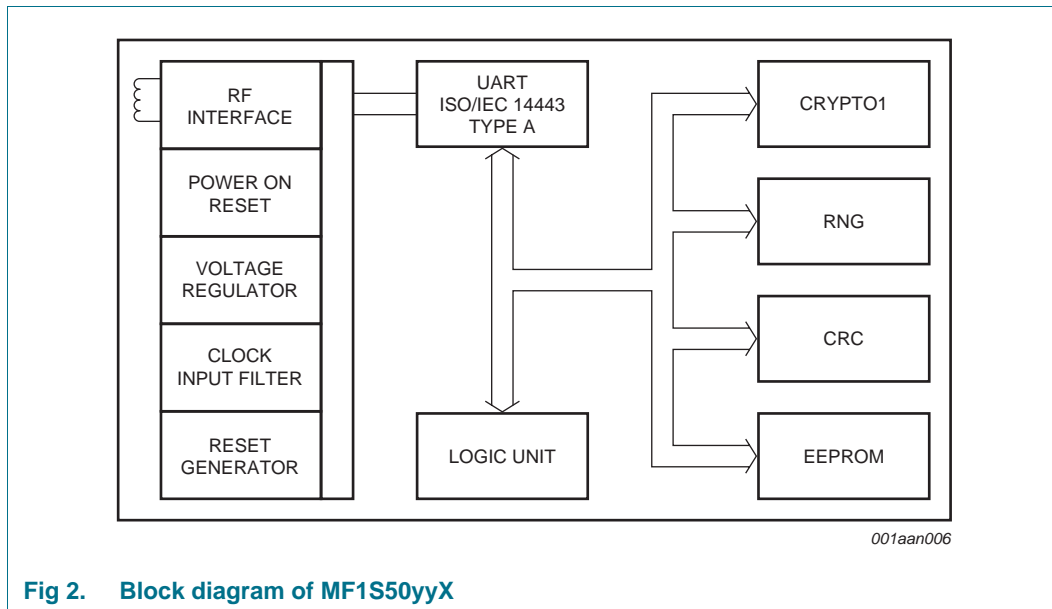 RF
INTERFACE
POWER ON
RESET
VOLTAGE
REGULATOR
CLOCK
INPUT FILTER
RESET
GENERATOR
UART
ISO/IEC 14443
TYPE A
LOGIC UNIT
CRYPTO1
RNG
CRC
EEPROM
001aan006
Fig 2. Block diagram of MF1S50yyX